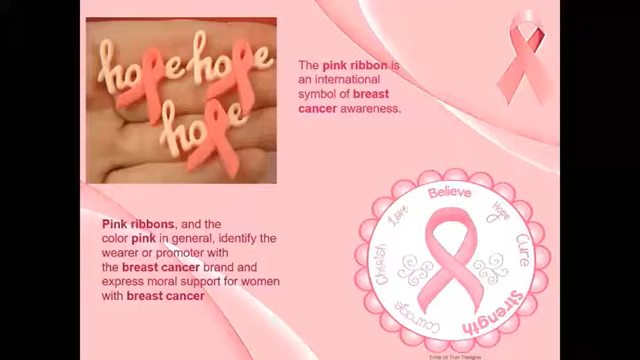 hope hope
hope
The pink ribbon is
an international
symbol of breast
cancer awareness.
Pink ribbons, and the
color pink in general, identify the
wearer or promoter with
the breast cancer brand and
express moral support for women
with breast cancer
Believe
Love
Hope
Cherish
Cure
Courage
Strength